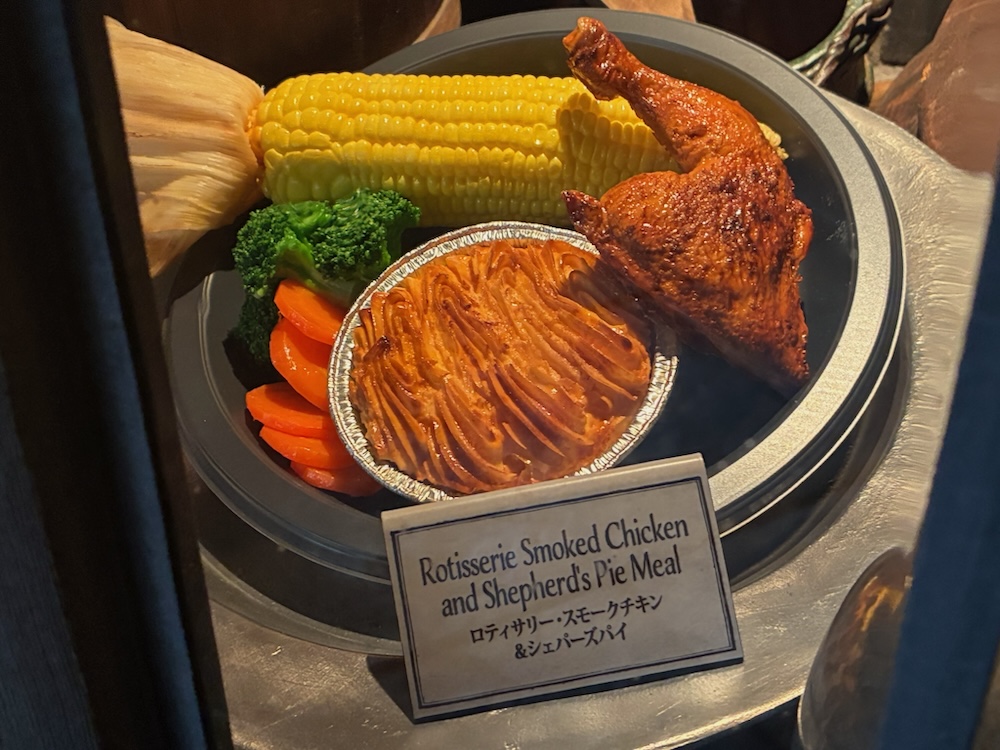 Rotisserie Smoked Chicken
and Shepherd's Pie Meal
ロティサリー・スモークチキン
&シェパーズパイ